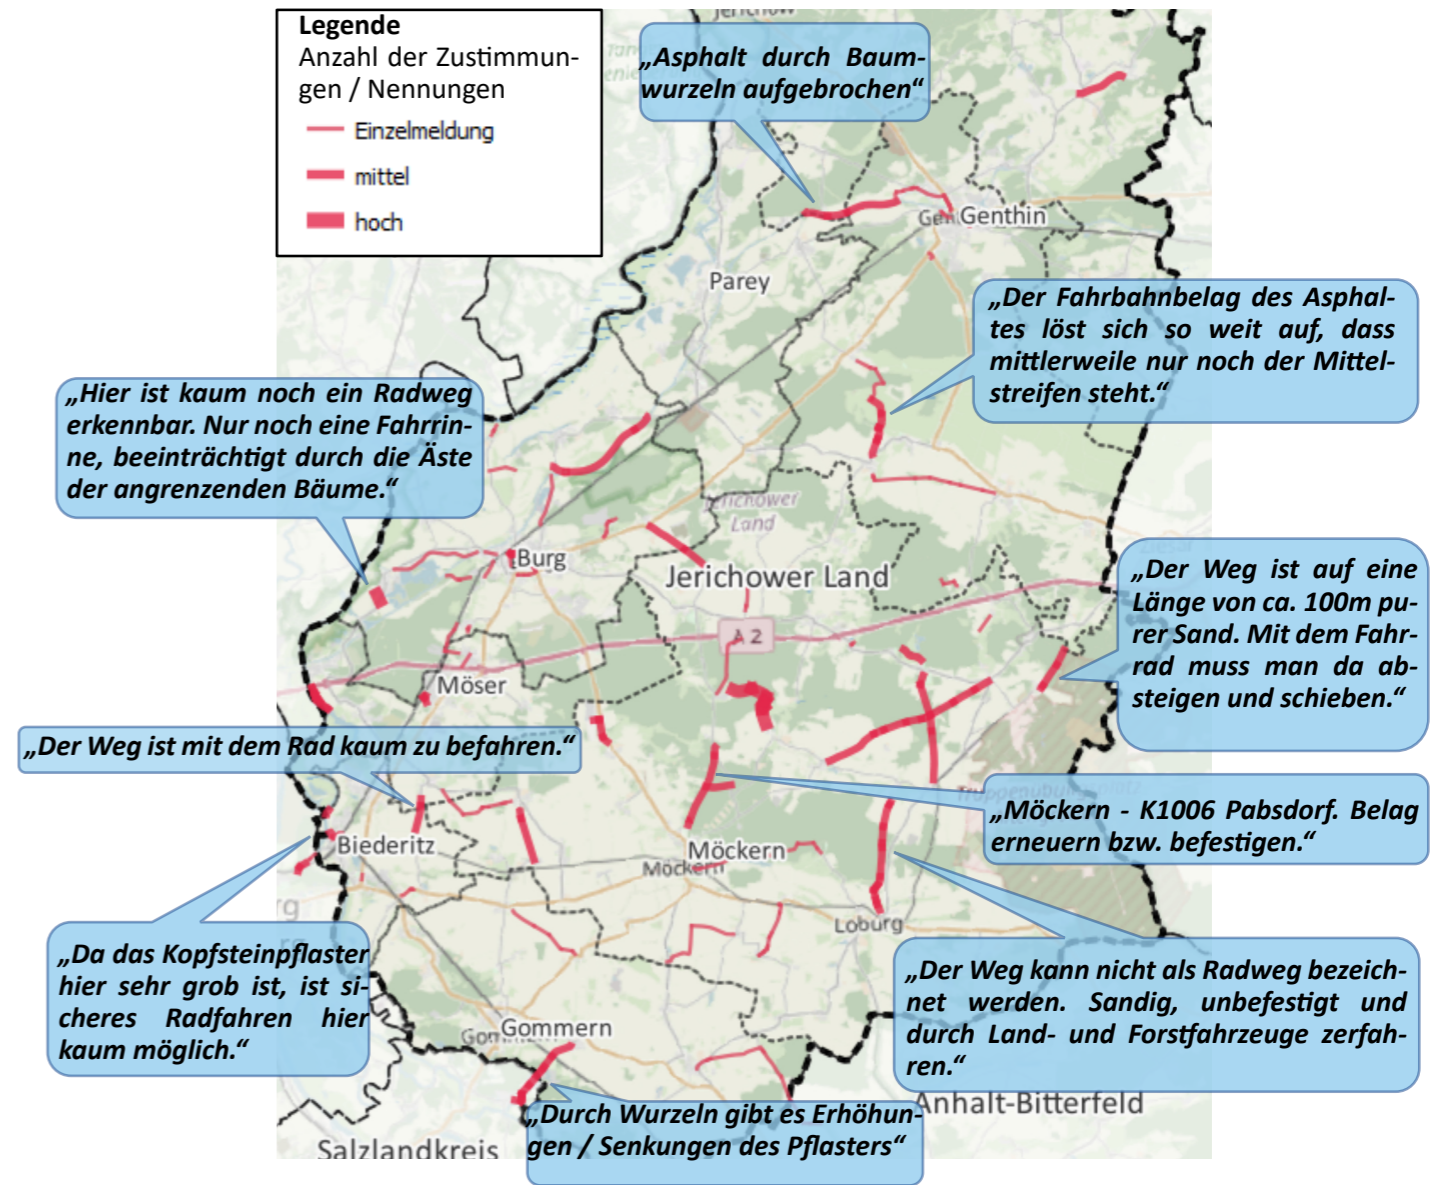 Legende
Anzahl der Zustimmun-
gen / Nennungen
Einzelmeldung
mittel
hoch
Jerichow
„Asphalt durch Baum-
wurzeln aufgebrochen“
Genthin
Parey
„Der Fahrbahnbelag des Asphal-
tes löst sich so weit auf, dass
mittlerweile nur noch der Mittel-
streifen steht.“
„Hier ist kaum noch ein Radweg
erkennbar. Nur noch eine Fahrrin-
ne, beeinträchtigt durch die Äste
der angrenzenden Bäume.“
Jerichower
Land
Burg
Jerichower Land
Ziesar
„Der Weg ist auf eine
Länge von ca. 100m pu-
rer Sand. Mit dem Fahr-
rad muss man da ab-
steigen und schieben.“
A 2
Möser
„Der Weg ist mit dem Rad kaum zu befahren.“
„Möckern - K1006 Pabsdorf. Belag
erneuern bzw. befestigen.“
Biederitz
Möckern
Möckern
Loburg
„Da das Kopfsteinpflaster
hier sehr grob ist, ist si-
cheres Radfahren hier
kaum möglich.“
„Der Weg kann nicht als Radweg bezeich-
net werden. Sandig, unbefestigt und
durch Land- und Forstfahrzeuge zerfah-
ren.“
Gommern
„Durch Wurzeln gibt es Erhöhun-
gen / Senkungen des Pflasters“
Anhalt-Bitterfeld
Salzlandkreis